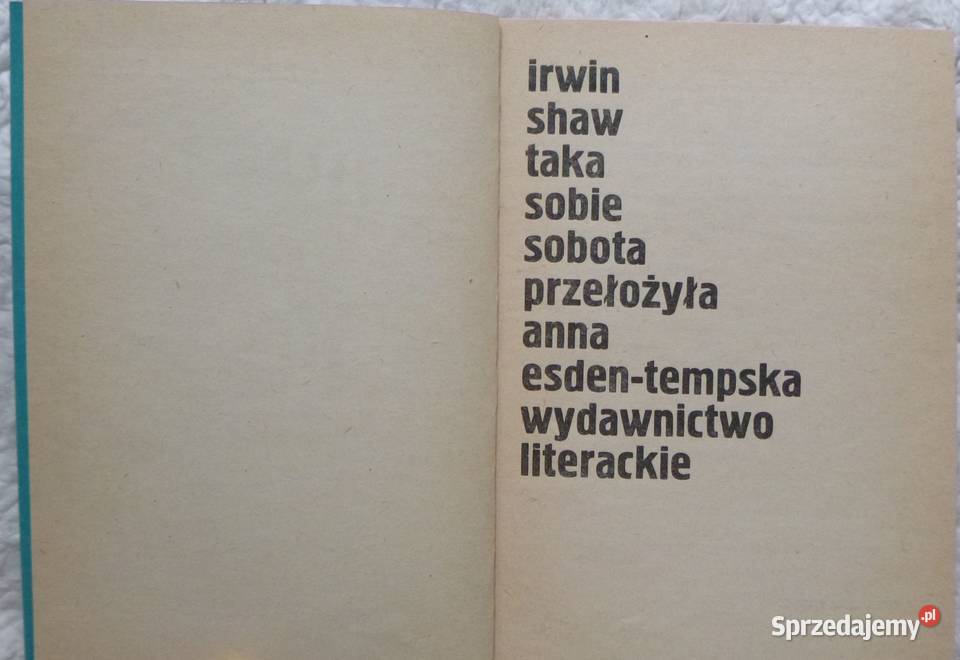 irwin
shaw
taka
sobie
sobota
przełożyła
anna
esden-tempska
wydawnictwo
literackie
Sprzedajemy.pl